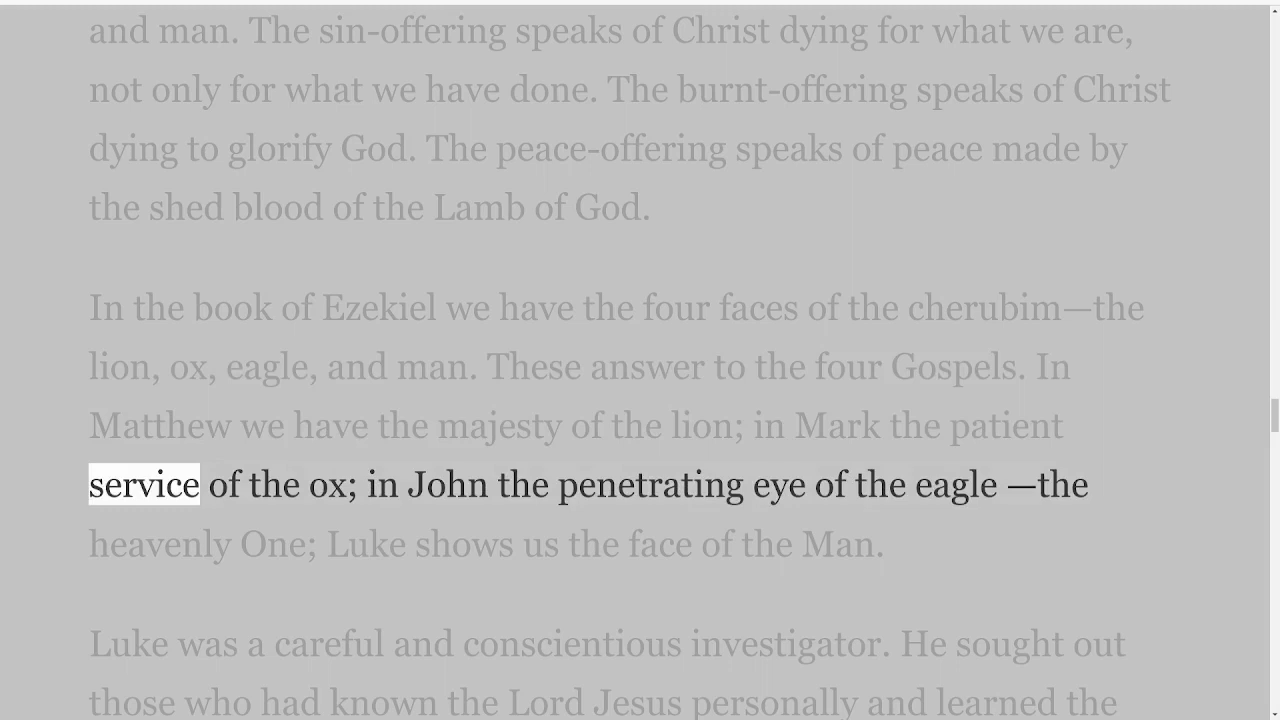 and man. The sin-offering speaks of Christ dying for what we are,
not only for what we have done. The burnt-offering speaks of Christ
dying to glorify God. The peace-offering speaks of peace made by
the shed blood of the Lamb of God.
In the book of Ezekiel we have the four faces of the cherubim—the
lion, ox, eagle, and man. These answer to the four Gospels. In
Matthew we have the majesty of the lion; in Mark the patient
service of the ox; in John the penetrating eye of the eagle —the
heavenly One; Luke shows us the face of the Man.
Luke was a careful and conscientious investigator. He sought out
those who had known the Lord Jesus personally and learned the